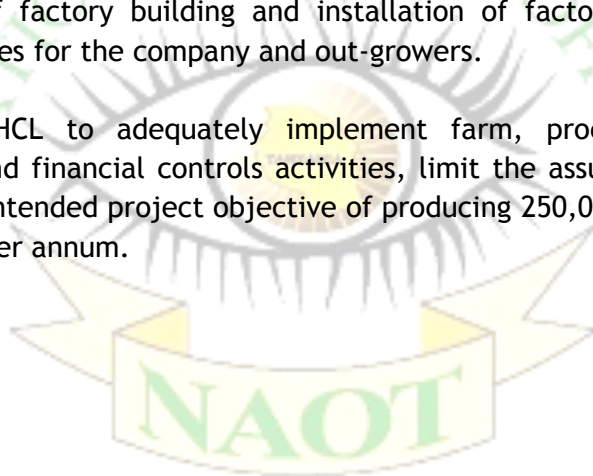 f factory building and installation of facto
es for the company and out-growers.
HCL to adequately implement farm, pro
nd financial controls activities, limit the assu
ntended project objective of producing 250,0
er annum.
NAOT